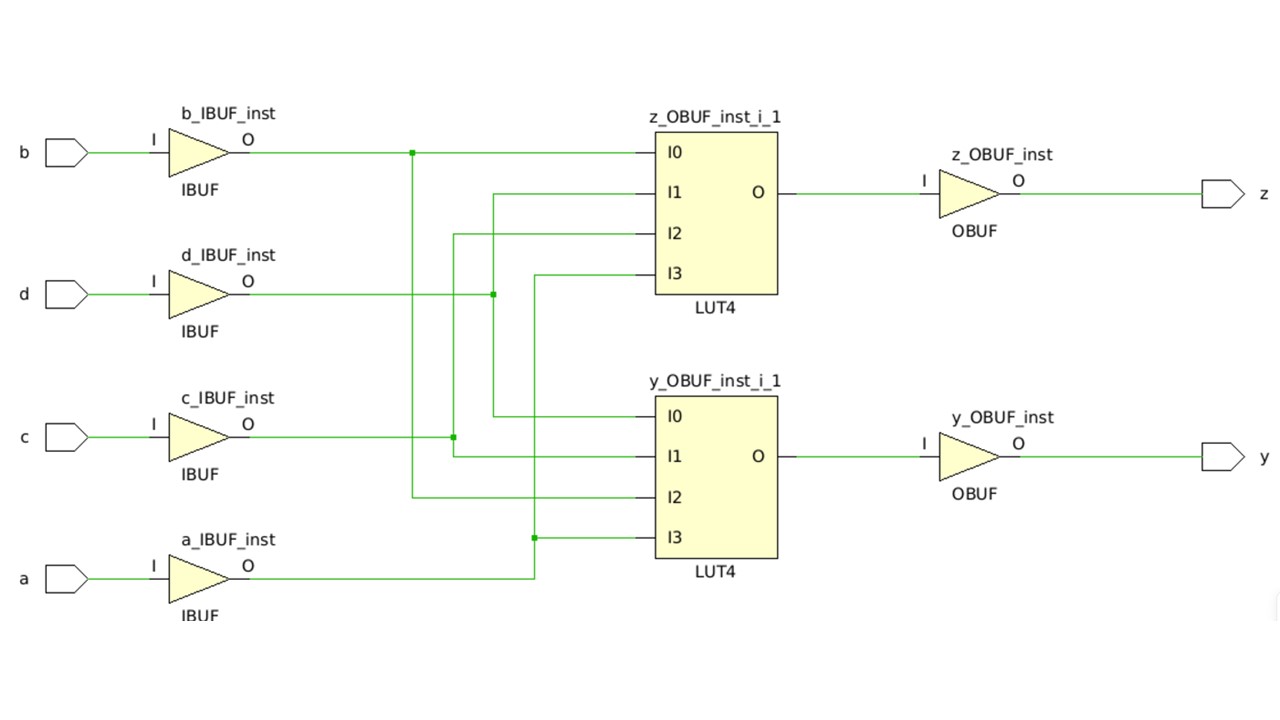 b_IBUF_inst
b
I
O
IBUF
d_IBUF_inst
d
I
O
IBUF
c_IBUF_inst
c
I
O
IBUF
a_IBUF_inst
a
I
O
IBUF
z_OBUF_inst_i_1
I0
I1
I2
I3
O
LUT4
y_OBUF_inst_i_1
I0
I1
I2
I3
O
LUT4
z_OBUF_inst
I
O
OBUF
z
y_OBUF_inst
I
O
OBUF
y